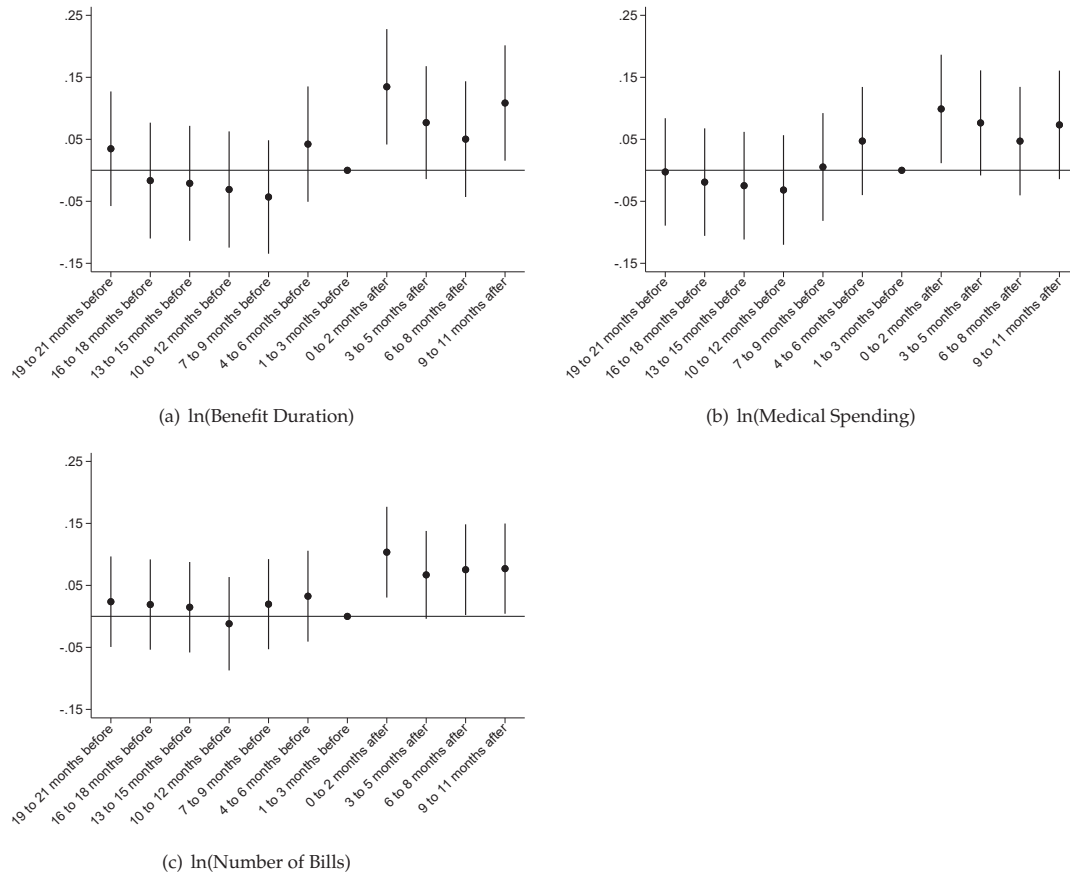 .25
.15
.05
-.05
-.15
19 to 21 months before
16 to 18 months before
13 to 15 months before
10 to 12 months before
7 to 9 months before
4 to 6 months before
1 to 3 months before
0 to 2 months after
3 to 5 months after
6 to 8 months after
9 to 11 months after
(a) ln(Benefit Duration)
.25
.15
.05
-.05
-.15
19 to 21 months before
16 to 18 months before
13 to 15 months before
10 to 12 months before
7 to 9 months before
4 to 6 months before
1 to 3 months before
0 to 2 months after
3 to 5 months after
6 to 8 months after
9 to 11 months after
(b) ln(Medical Spending)
.25
.15
.05
-.05
-.15
19 to 21 months before
16 to 18 months before
13 to 15 months before
10 to 12 months before
7 to 9 months before
4 to 6 months before
1 to 3 months before
0 to 2 months after
3 to 5 months after
6 to 8 months after
9 to 11 months after
(c) ln(Number of Bills)